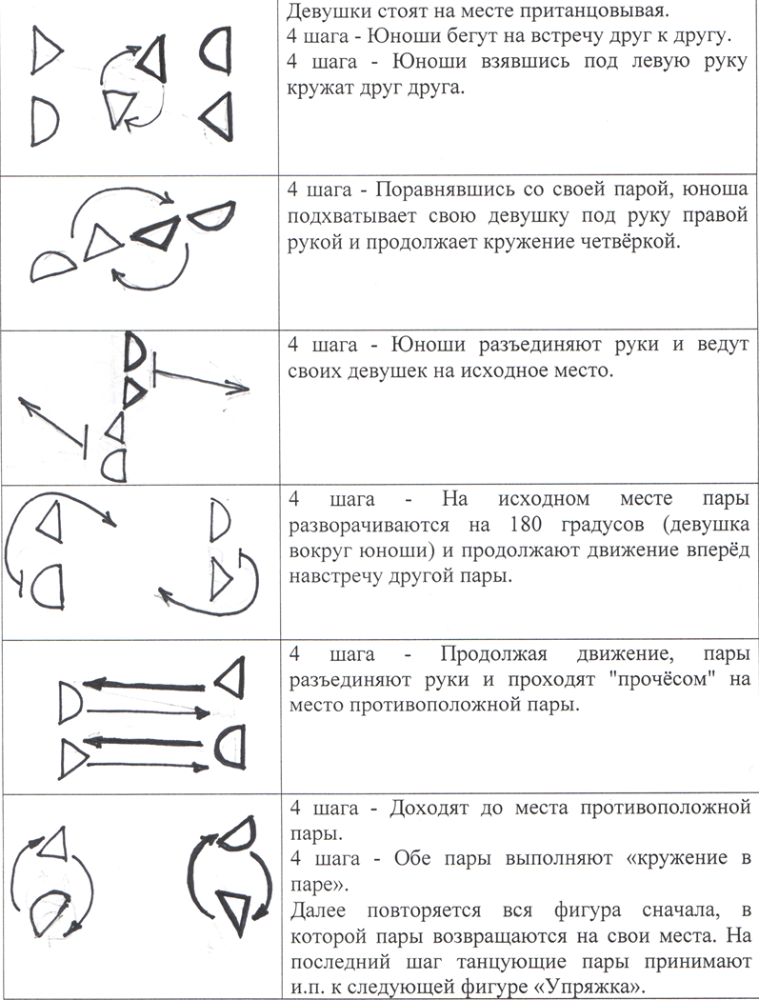 Девушки стоят на месте пританцовывая.
4 шага - Юноши бегут на встречу друг к другу.
4 шага - Юноши взявшись под левую руку
кружат друг друга.
4 шага - Поравнявшись со своей парой, юноша
подхватывает свою девушку под руку правой
рукой и продолжает кружение четвёркой.
4 шага - Юноши разъединяют руки и ведут
своих девушек на исходное место.
4 шага - На исходном месте пары
разворачиваются на 180 градусов (девушка
вокруг юноши) и продолжают движение вперёд
навстречу другой пары.
4 шага - Продолжая движение, пары
разъединяют руки и проходят "прочёсом" на
место противоположной пары.
4 шага - Доходят до места противоположной
пары.
4 шага - Обе пары выполняют «кружение в
паре».
Далее повторяется вся фигура сначала, в
которой пары возвращаются на свои места. На
последний шаг танцующие пары принимают
и.п. к следующей фигуре «Упряжка».